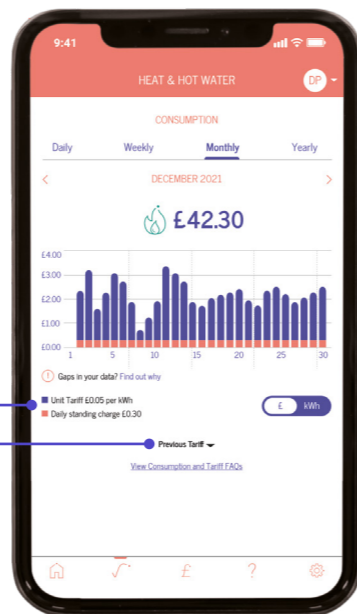 9:41
HEAT & HOT WATER
DP
CONSUMPTION
Daily Weekly Monthly Yearly
DECEMBER 2021
£42.30
£4.00
£3.00
£2.00
£1.00
£0.00
1 5 10 15 20 25 30
! Gaps in your data? Find out why
Unit Tariff £0.05 per kWh
Daily standing charge £0.30
£ kWh
Previous Tariff
View Consumption and Tariff FAQs
£ ?